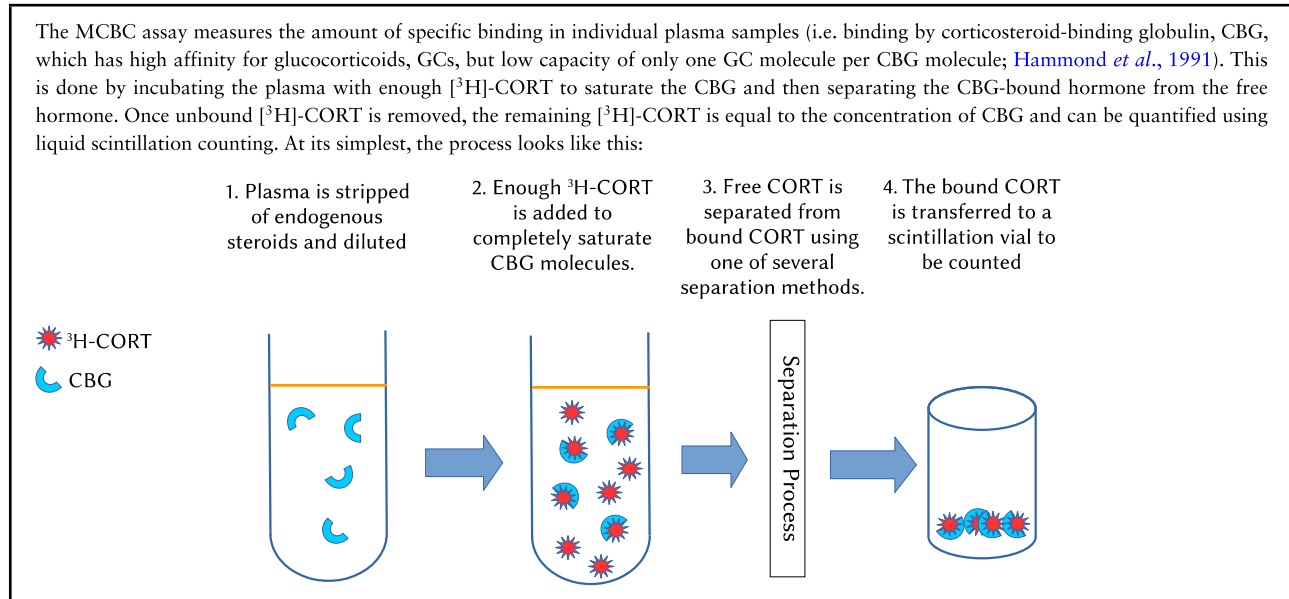 The MCBC assay measures the amount of specific binding in individual plasma samples (i.e. binding by corticosteroid-binding globulin, CBG,
which has high affinity for glucocorticoids, GCs, but low capacity of only one GC molecule per CBG molecule; Hammond et al., 1991). This
is done by incubating the plasma with enough [³H]-CORT to saturate the CBG and then separating the CBG-bound hormone from the free
hormone. Once unbound [³H]-CORT is removed, the remaining [³H]-CORT is equal to the concentration of CBG and can be quantified using
liquid scintillation counting. At its simplest, the process looks like this:
1. Plasma is stripped
of endogenous
steroids and diluted
2. Enough ³H-CORT
is added to
completely saturate
CBG molecules.
3. Free CORT is
separated from
bound CORT using
one of several
separation methods.
4. The bound CORT
is transferred to a
scintillation vial to
be counted
³H-CORT
CBG
Separation Process